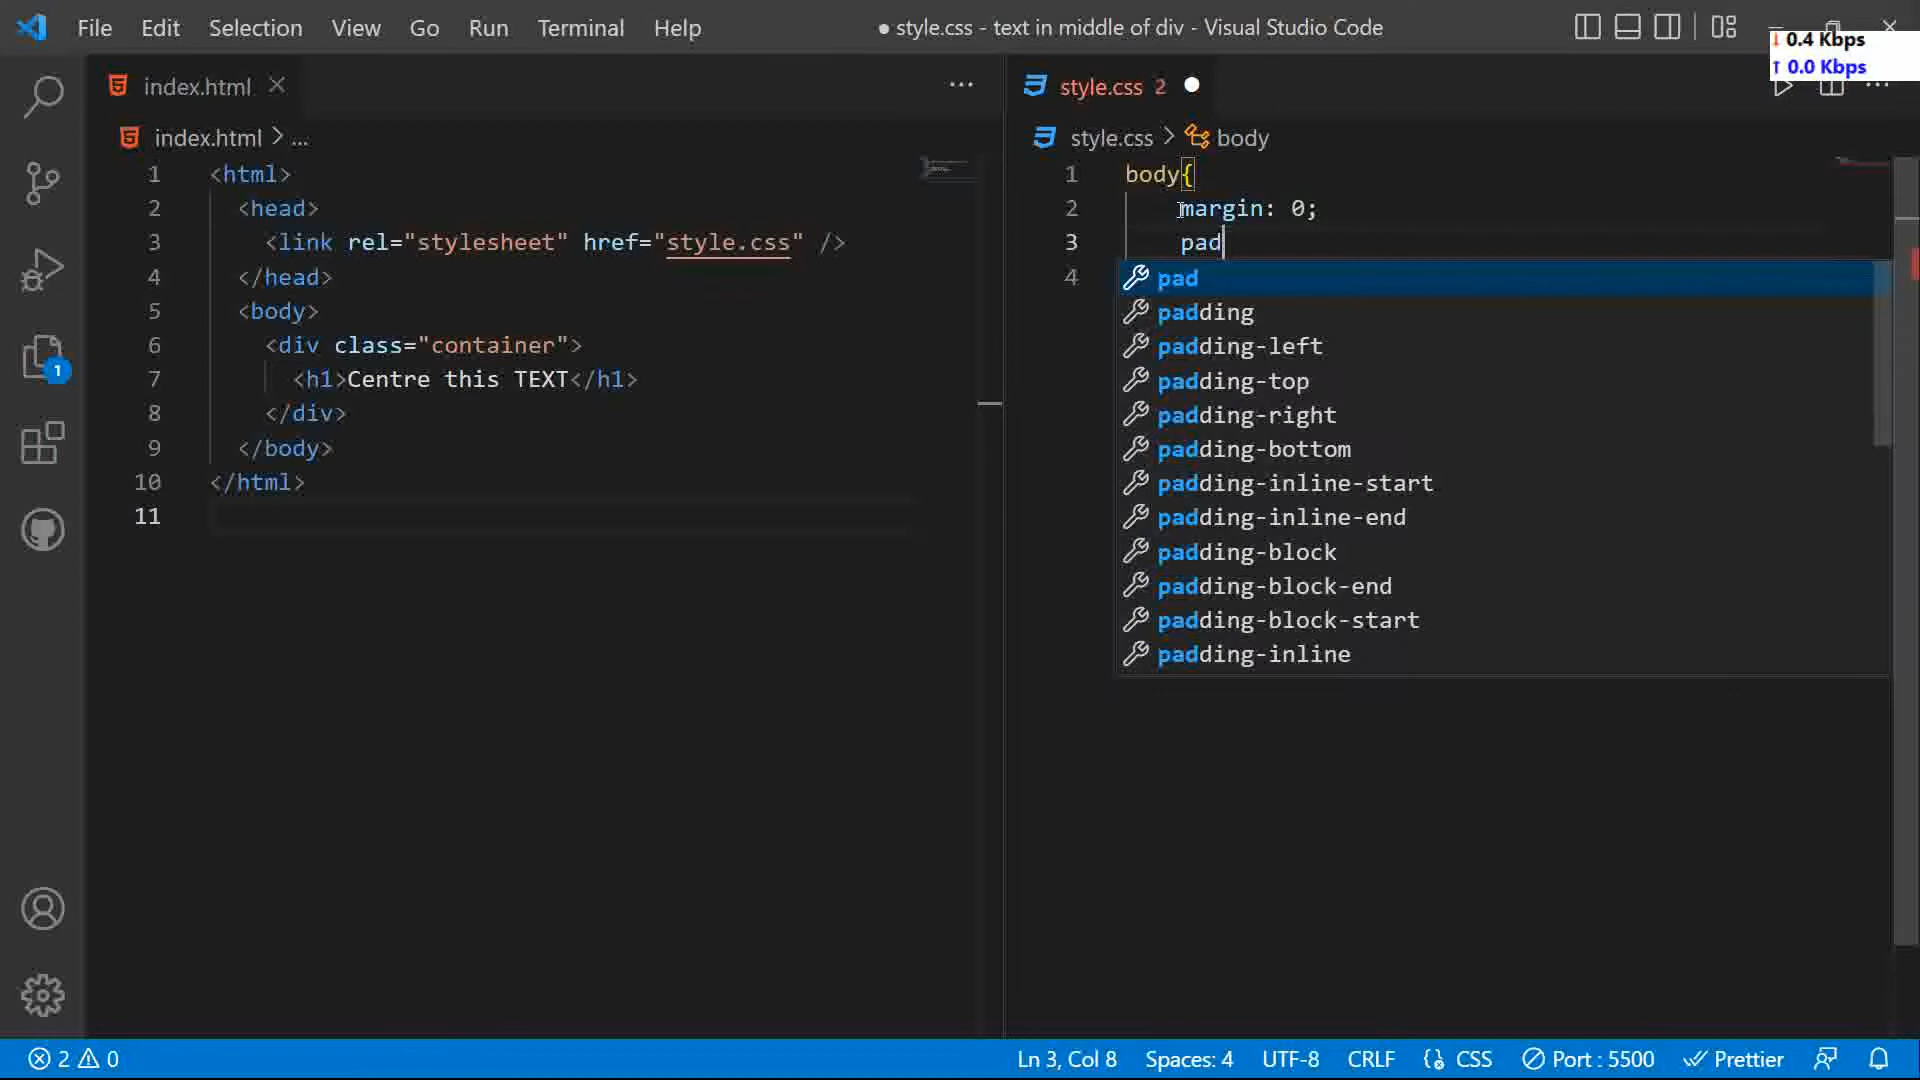 File Edit Selection View Go Run Terminal Help
● style.css - text in middle of div - Visual Studio Code
0.4 Kbps
0.0 Kbps
index.html
...
style.css 2
...
index.html > ...
style.css > body
1 <html>
2 <head>
3 <link rel="stylesheet" href="style.css" />
4 </head>
5 <body>
6 <div class="container">
7 <h1>Centre this TEXT</h1>
8 </div>
9 </body>
10 </html>
11
1 body{
2 margin: 0;
3 pad
4
pad
padding
padding-left
padding-top
padding-right
padding-bottom
padding-inline-start
padding-inline-end
padding-block
padding-block-end
padding-block-start
padding-inline
1
2 0
Ln 3, Col 8 Spaces: 4 UTF-8 CRLF {} CSS Port : 5500 Prettier